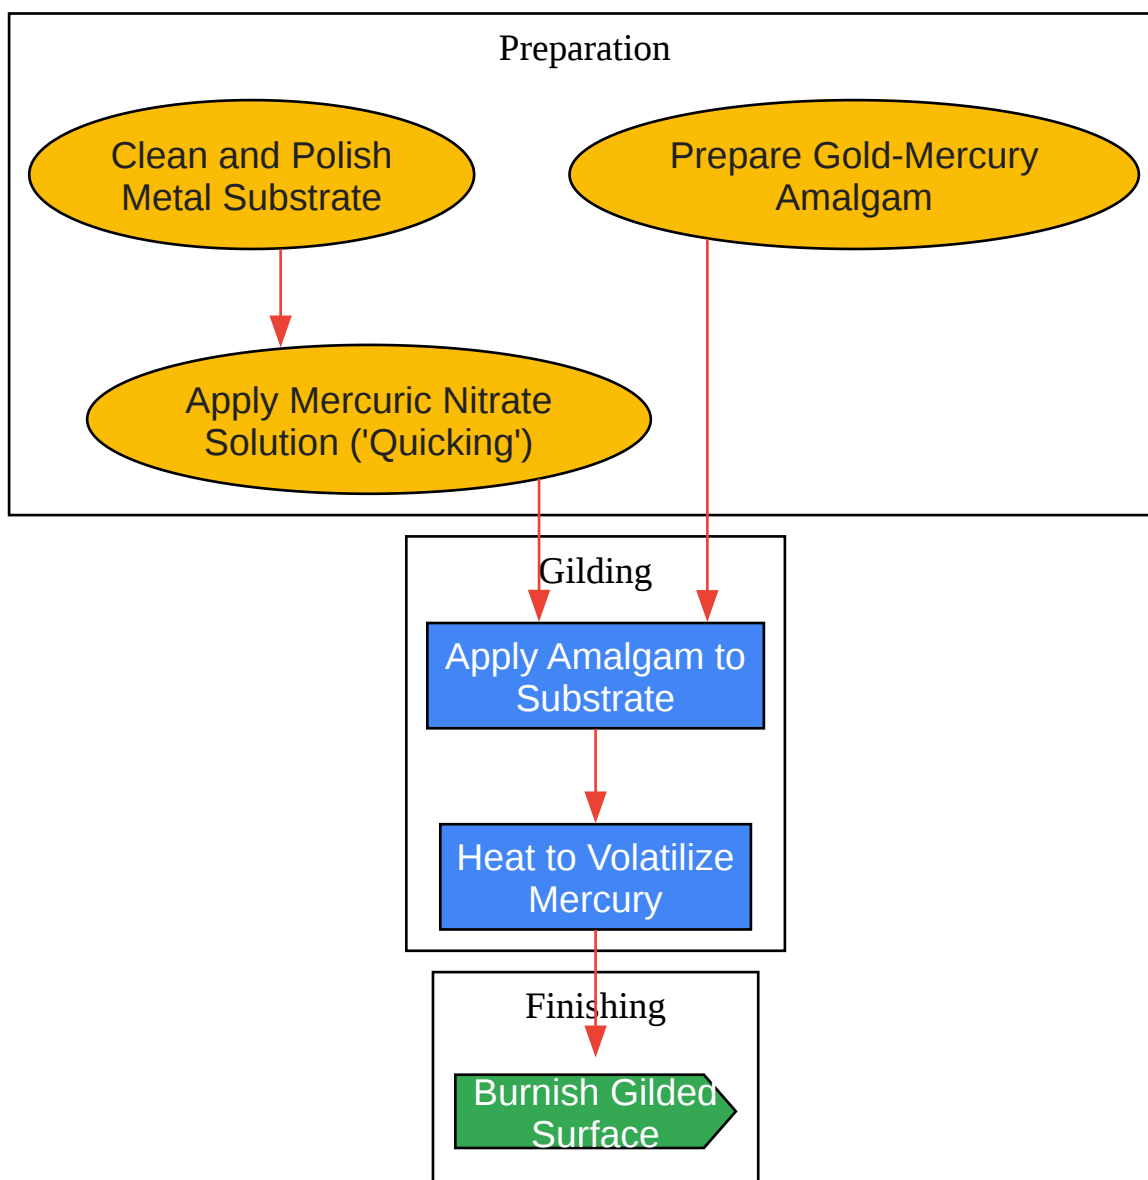 Preparation
Clean and Polish
Metal Substrate
Prepare Gold-Mercury
Amalgam
Apply Mercuric Nitrate
Solution ('Quicking')
Gilding
Apply Amalgam to
Substrate
Heat to Volatilize
Mercury
Finishing
Burnish Gilded
Surface